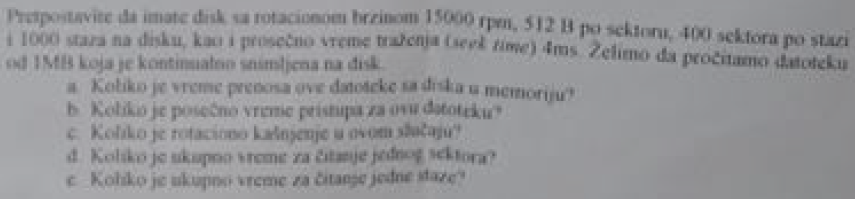 Pretpostavite da imate disk sa rotacionom brzinom 15000 rpm, 512 B po sektoru, 400 sektora po stazi
i 1000 staza na disku, kao i prosečno vreme traženja (seek time) 4ms. Želimo da pročitamo datoteku
od 1MB koja je kontinualno snimljena na disk.
a. Koliko je vreme prenosa ove datoteke sa diska u memoriju?
b. Koliko je posečno vreme pristupa za ovu datoteku?
c. Koliko je rotaciono kašnjenje u ovom slučaju?
d. Koliko je ukupno vreme za čitanje jednog sektora?
e. Koliko je ukupno vreme za čitanje jedne staze?